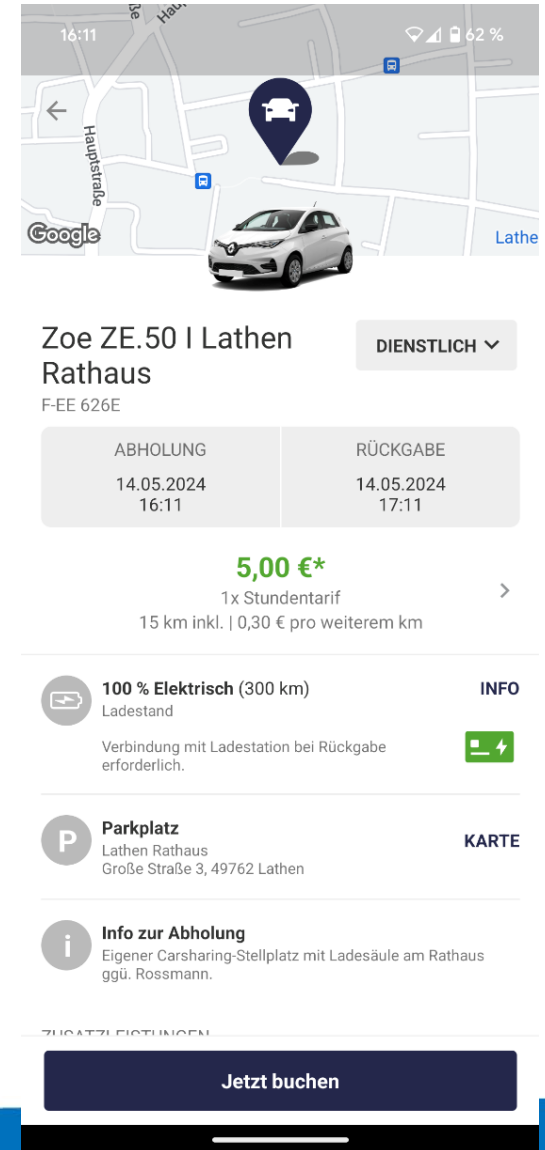 16:11
62 %
Hau
Hauptstraße
Google
Lathe
Zoe ZE.50 I Lathen
Rathaus
DIENSTLICH
F-EE 626E
ABHOLUNG
14.05.2024
16:11
RÜCKGABE
14.05.2024
17:11
5,00 €*
1x Stundentarif
15 km inkl. | 0,30 € pro weiterem km
100 % Elektrisch (300 km)
INFO
Ladestand
Verbindung mit Ladestation bei Rückgabe
erforderlich.
P
Parkplatz
KARTE
Lathen Rathaus
Große Straße 3, 49762 Lathen
i
Info zur Abholung
Eigener Carsharing-Stellplatz mit Ladesäule am Rathaus
ggü. Rossmann.
ZUSATZLEISTUNGEN
Jetzt buchen